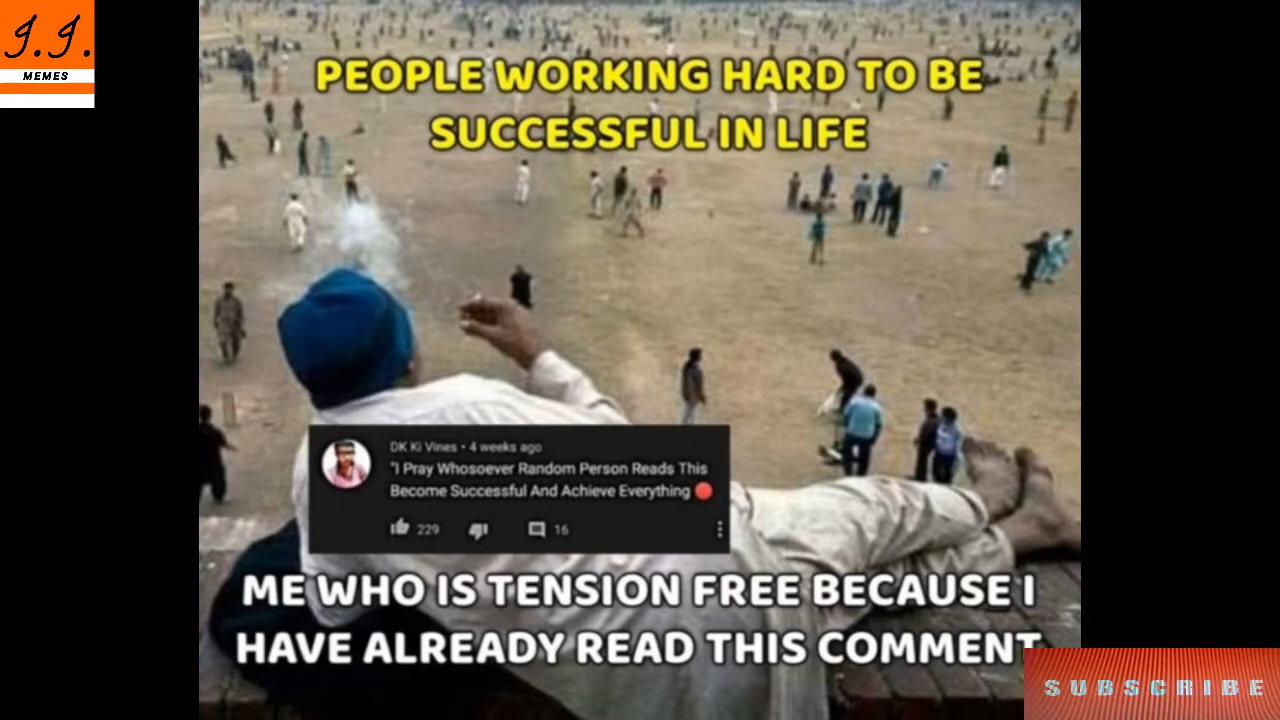 J.J.
MEMES
PEOPLE WORKING HARD TO BE
SUCCESSFUL IN LIFE
DK Ki Vines • 4 weeks ago
"I Pray Whosoever Random Person Reads This
Become Successful And Achieve Everything 🔴
229 16
ME WHO IS TENSION FREE BECAUSE I
HAVE ALREADY READ THIS COMMENT
SUBSCRIBE